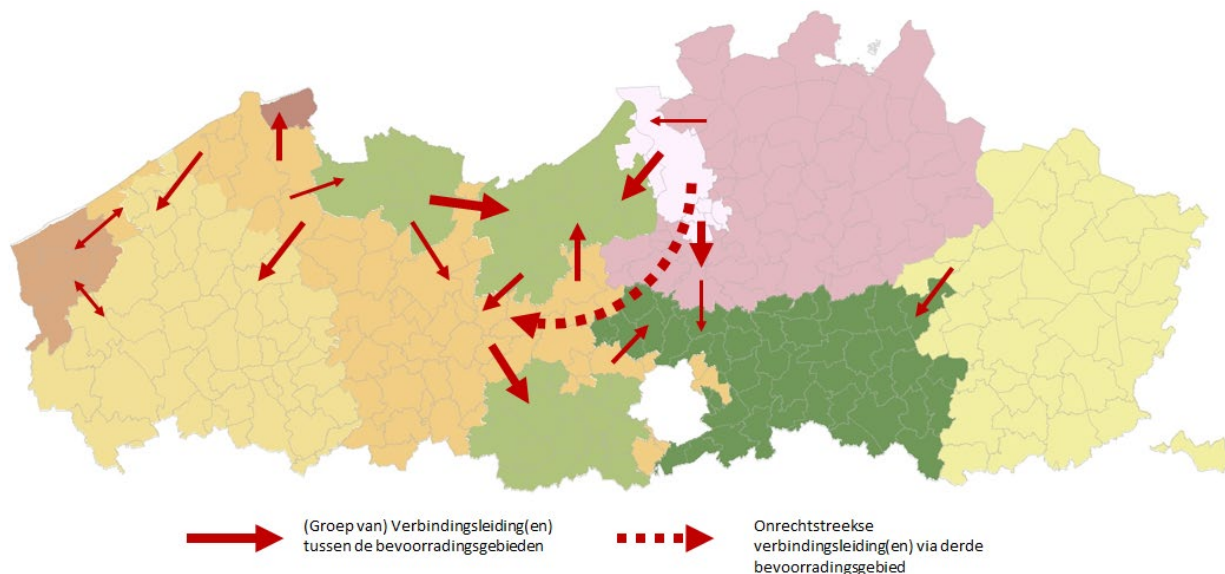 (Groep van) Verbindingsleiding(en)
tussen de bevoorradingsgebieden
Onrechtstreekse
verbindingsleiding(en) via derde
bevoorradingsgebied